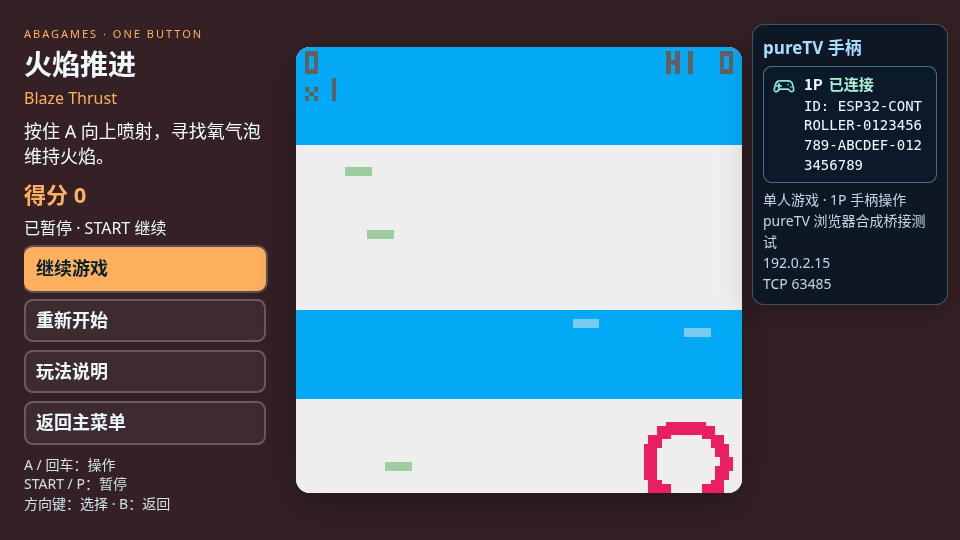 ABAGAMES · ONE BUTTON
火焰推进
Blaze Thrust
按住 A 向上喷射，寻找氧气泡
维持火焰。
得分 0
已暂停 · START 继续
继续游戏
重新开始
玩法说明
返回主菜单
A / 回车：操作
START / P：暂停
方向键：选择 · B：返回
0
HI 0
x1
pureTV 手柄
1P 已连接
ID: ESP32-CONT
ROLLER-0123456
789-ABCDEF-012
3456789
单人游戏 · 1P 手柄操作
pureTV 浏览器合成桥接测
试
192.0.2.15
TCP 63485